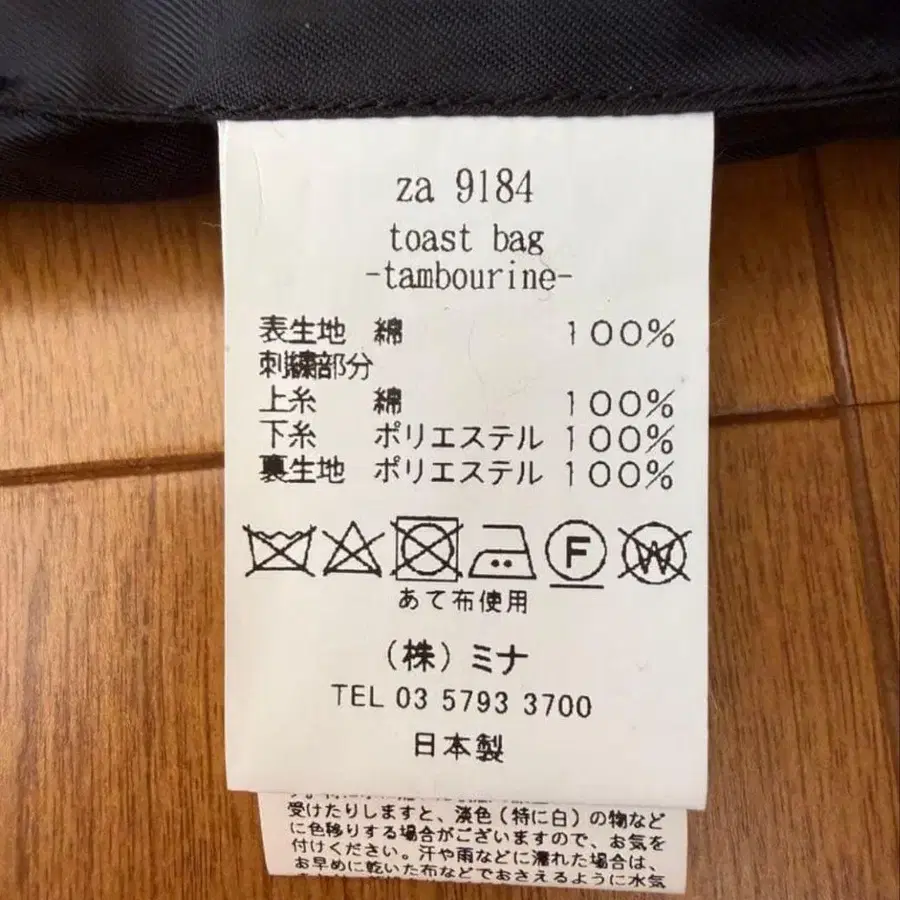 za 9184
toast bag
-tambourine-
表生地 綿 100%
刺繍部分
上糸 綿 100%
下糸 ポリエステル 100%
裏生地 ポリエステル 100%
F W
あて布使用
(株)ミナ
TEL 03 5793 3700
日本製
受けたりしますと、淡色(特に白)の物など
に色移りする場合がございますので、お気を
付けください。汗や雨などに濡れた場合は、
お早めに乾いた布などでおさえるように水気